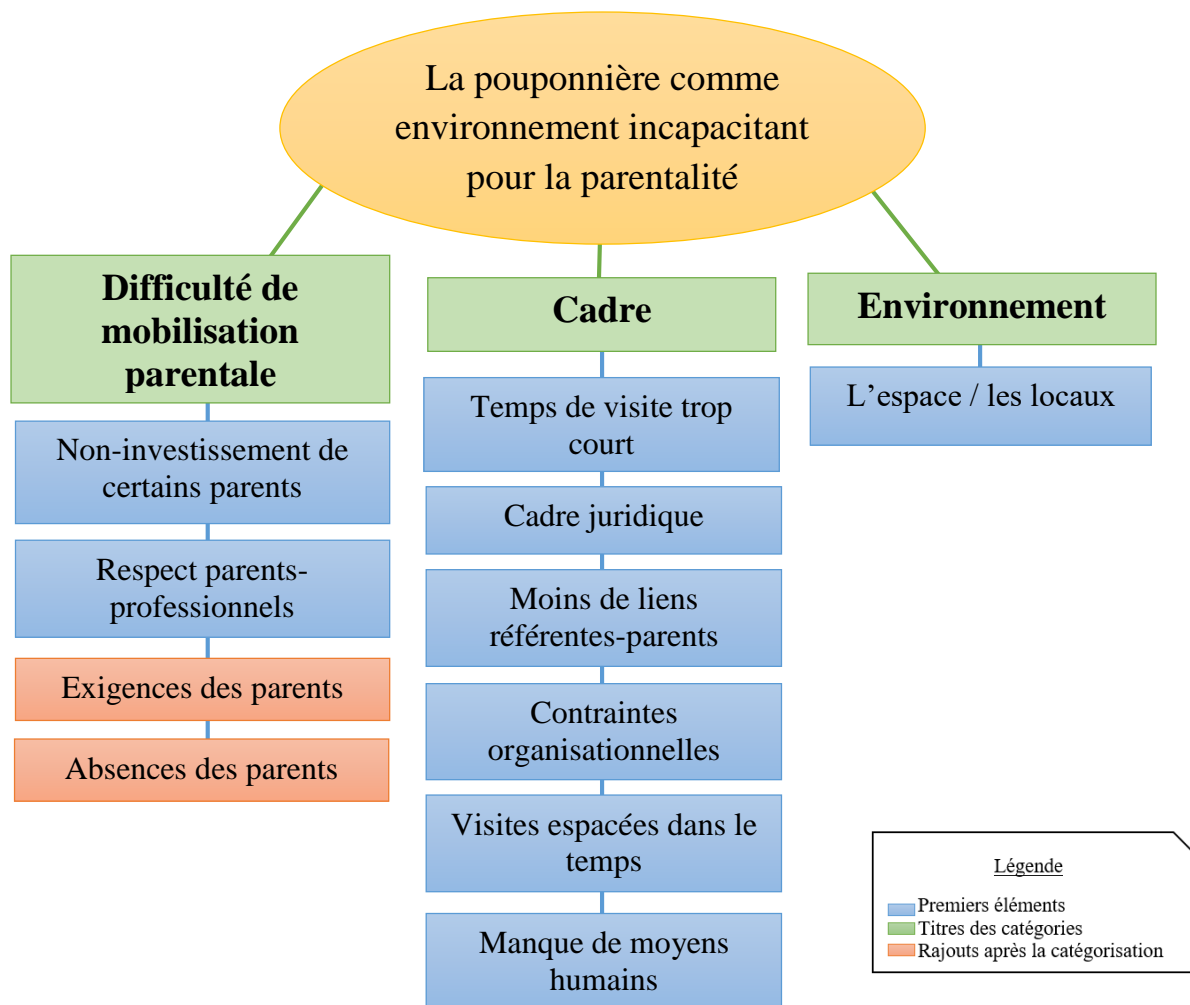 La pouponnière comme
environnement incapacitant
pour la parentalité
Difficulté de
mobilisation
parentale
Non-investissement de
certains parents
Respect parents-
professionnels
Exigences des parents
Absences des parents
Cadre
Temps de visite trop
court
Cadre juridique
Moins de liens
référentes-parents
Contraintes
organisationnelles
Visites espacées dans le
temps
Manque de moyens
humains
Environnement
L'espace / les locaux
Légende
Premiers éléments
Titres des catégories
Rajouts après la catégorisation